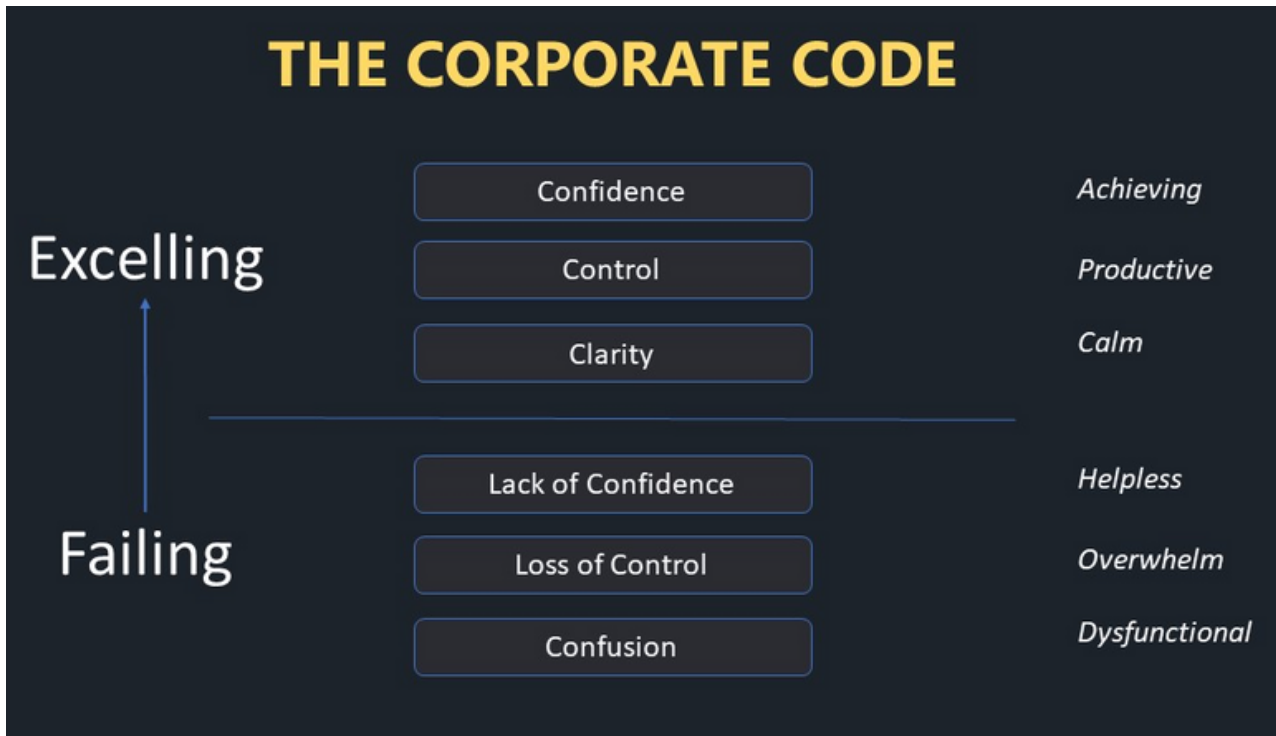 THE CORPORATE CODE
Confidence
Achieving
Excelling
Control
Productive
Clarity
Calm
Lack of Confidence
Helpless
Failing
Loss of Control
Overwhelm
Confusion
Dysfunctional